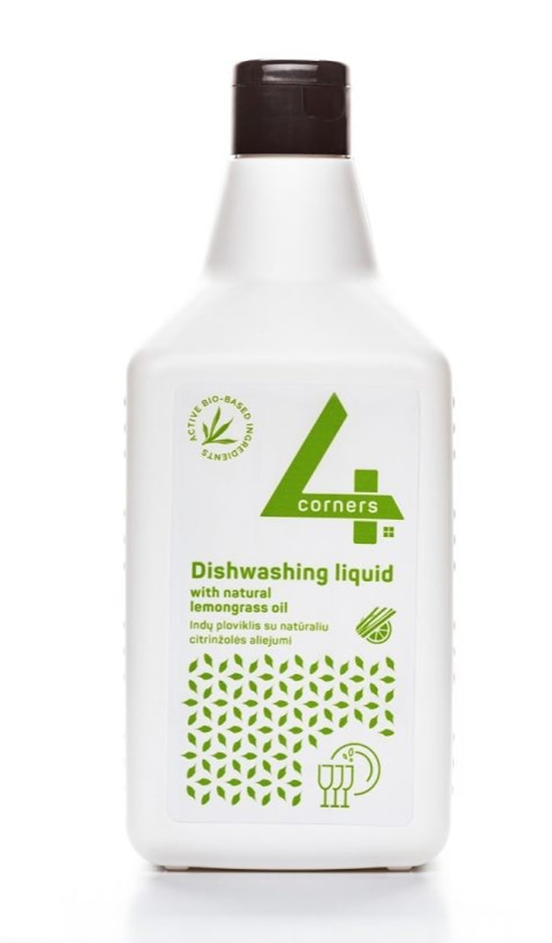 ACTIVE BIO-BASED INGREDIENTS
4
corners
Dishwashing liquid
with natural
lemongrass oil
Indų ploviklis su natūraliu
citrinžolės aliejumi